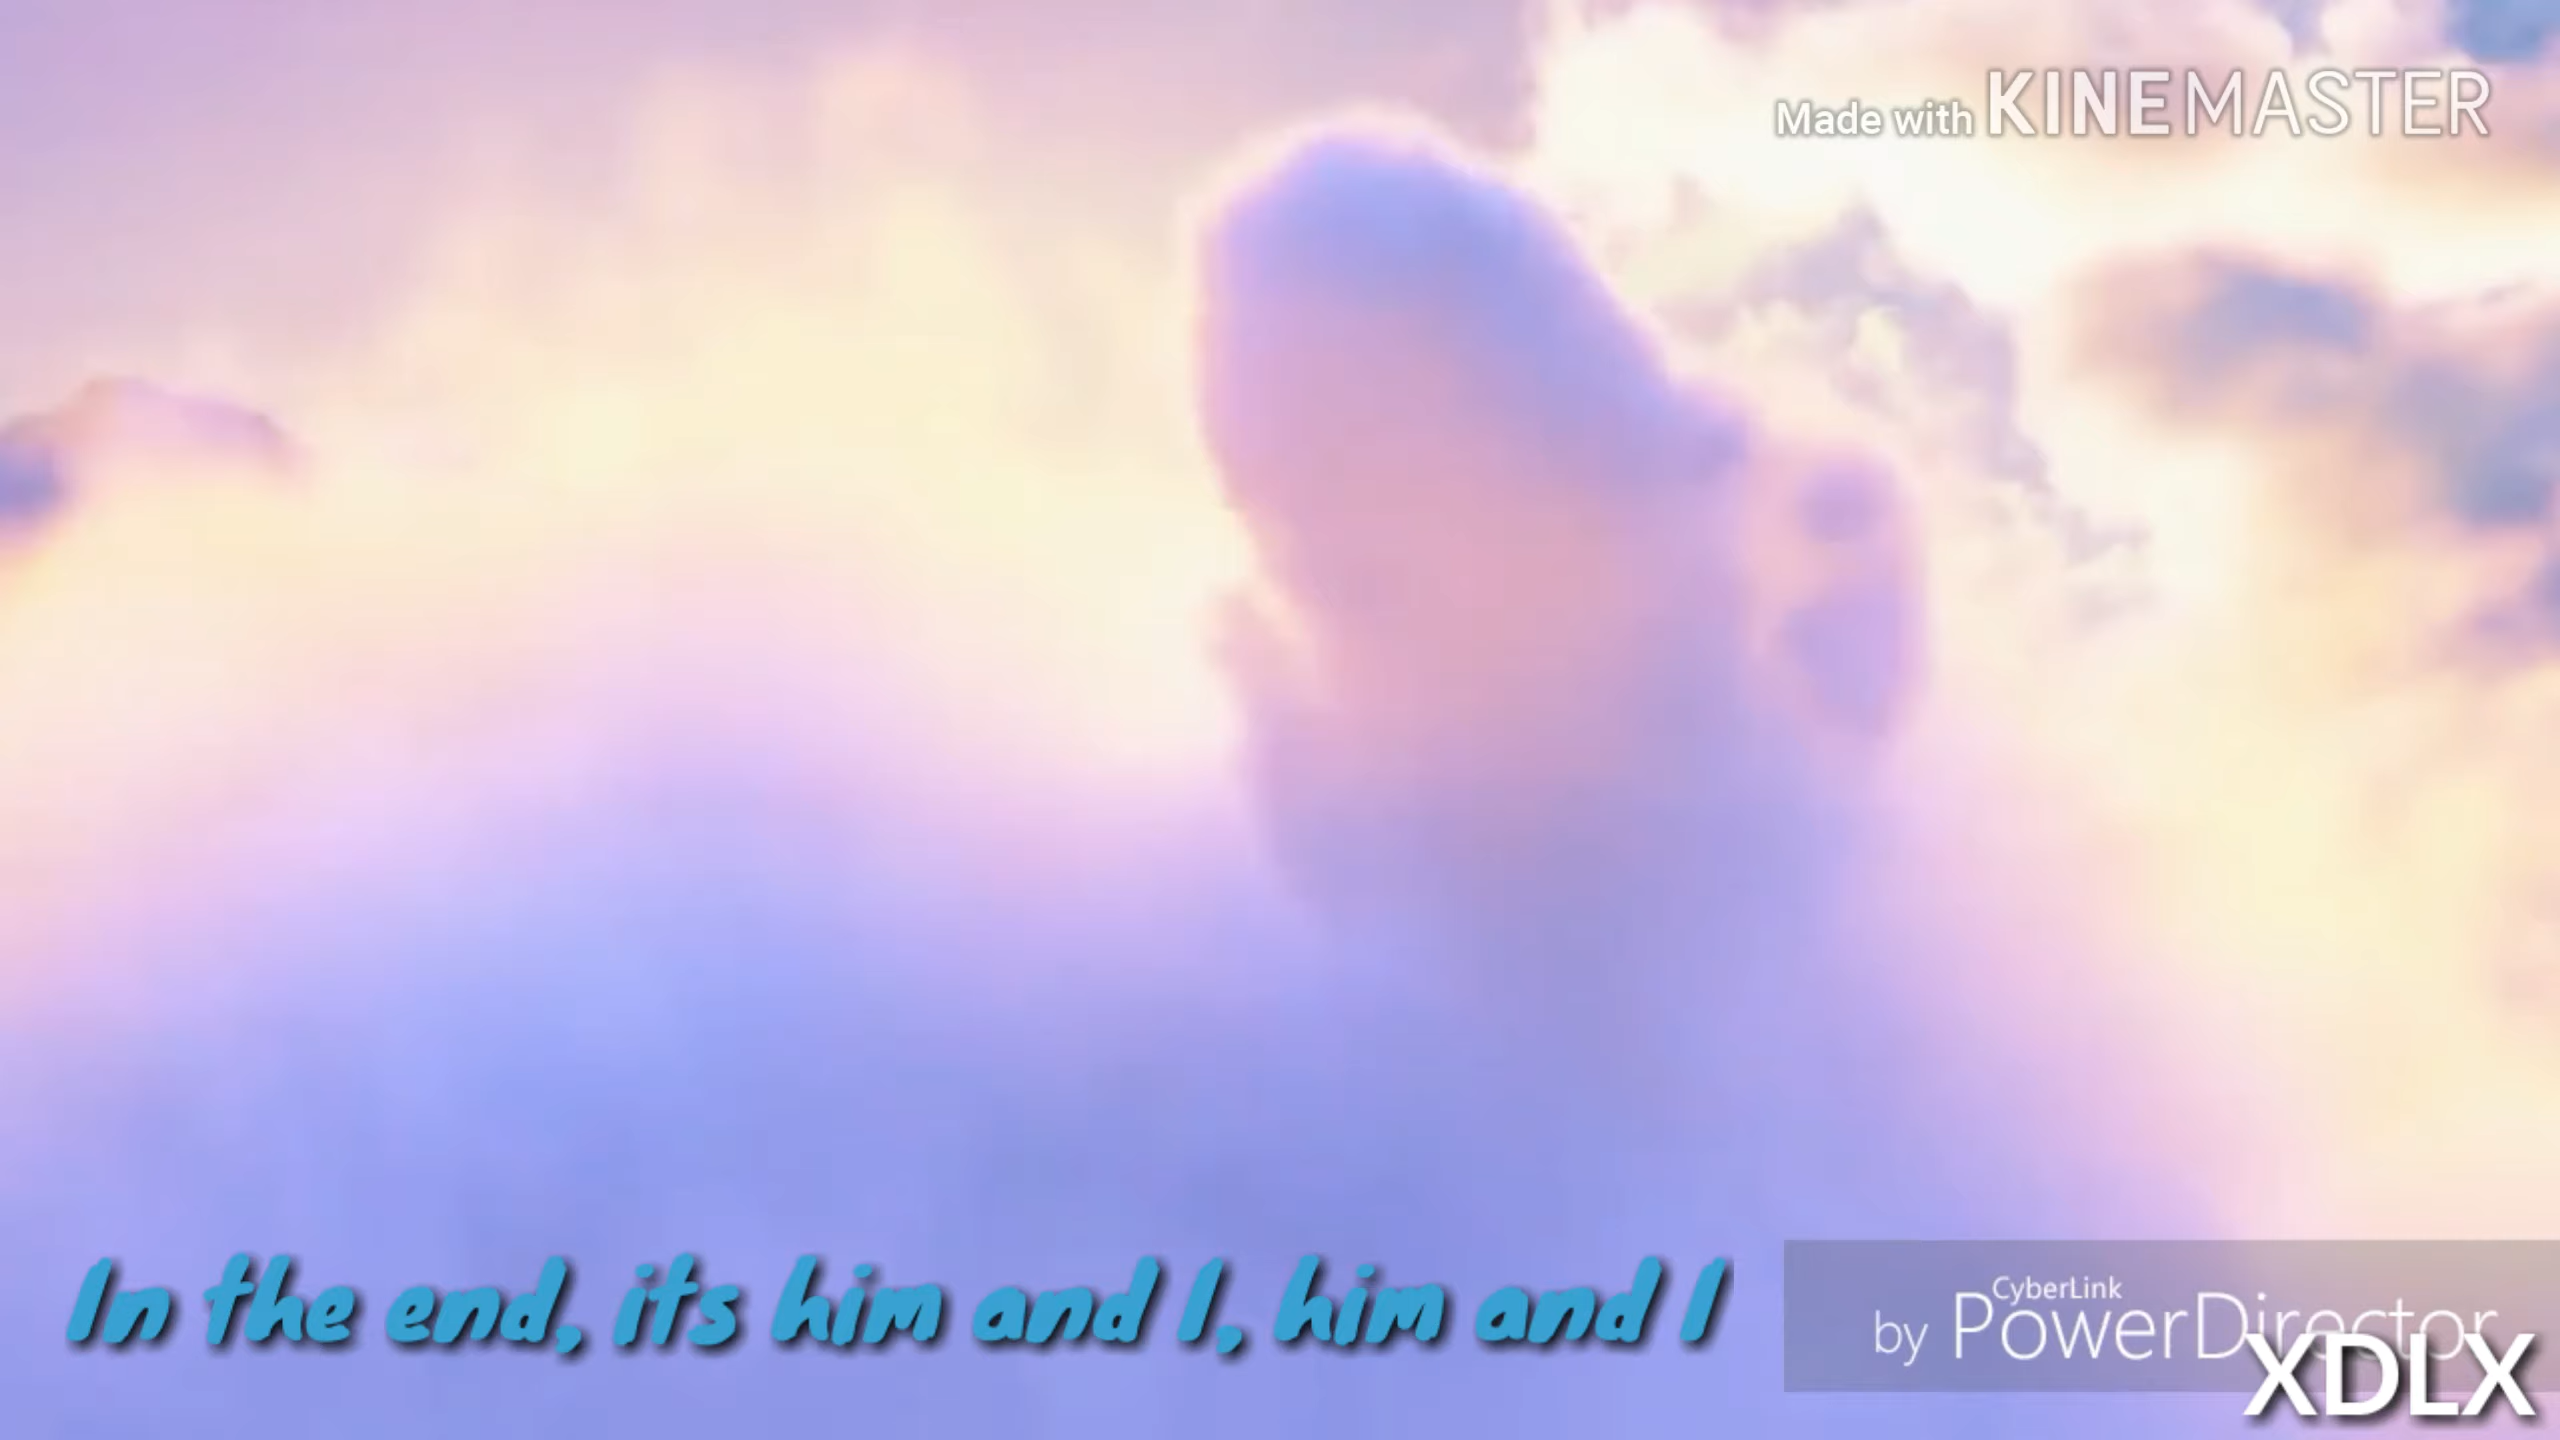 Made with KINEMASTER
In the end, its him and I, him and I
CyberLink
by PowerDirector
XDLX